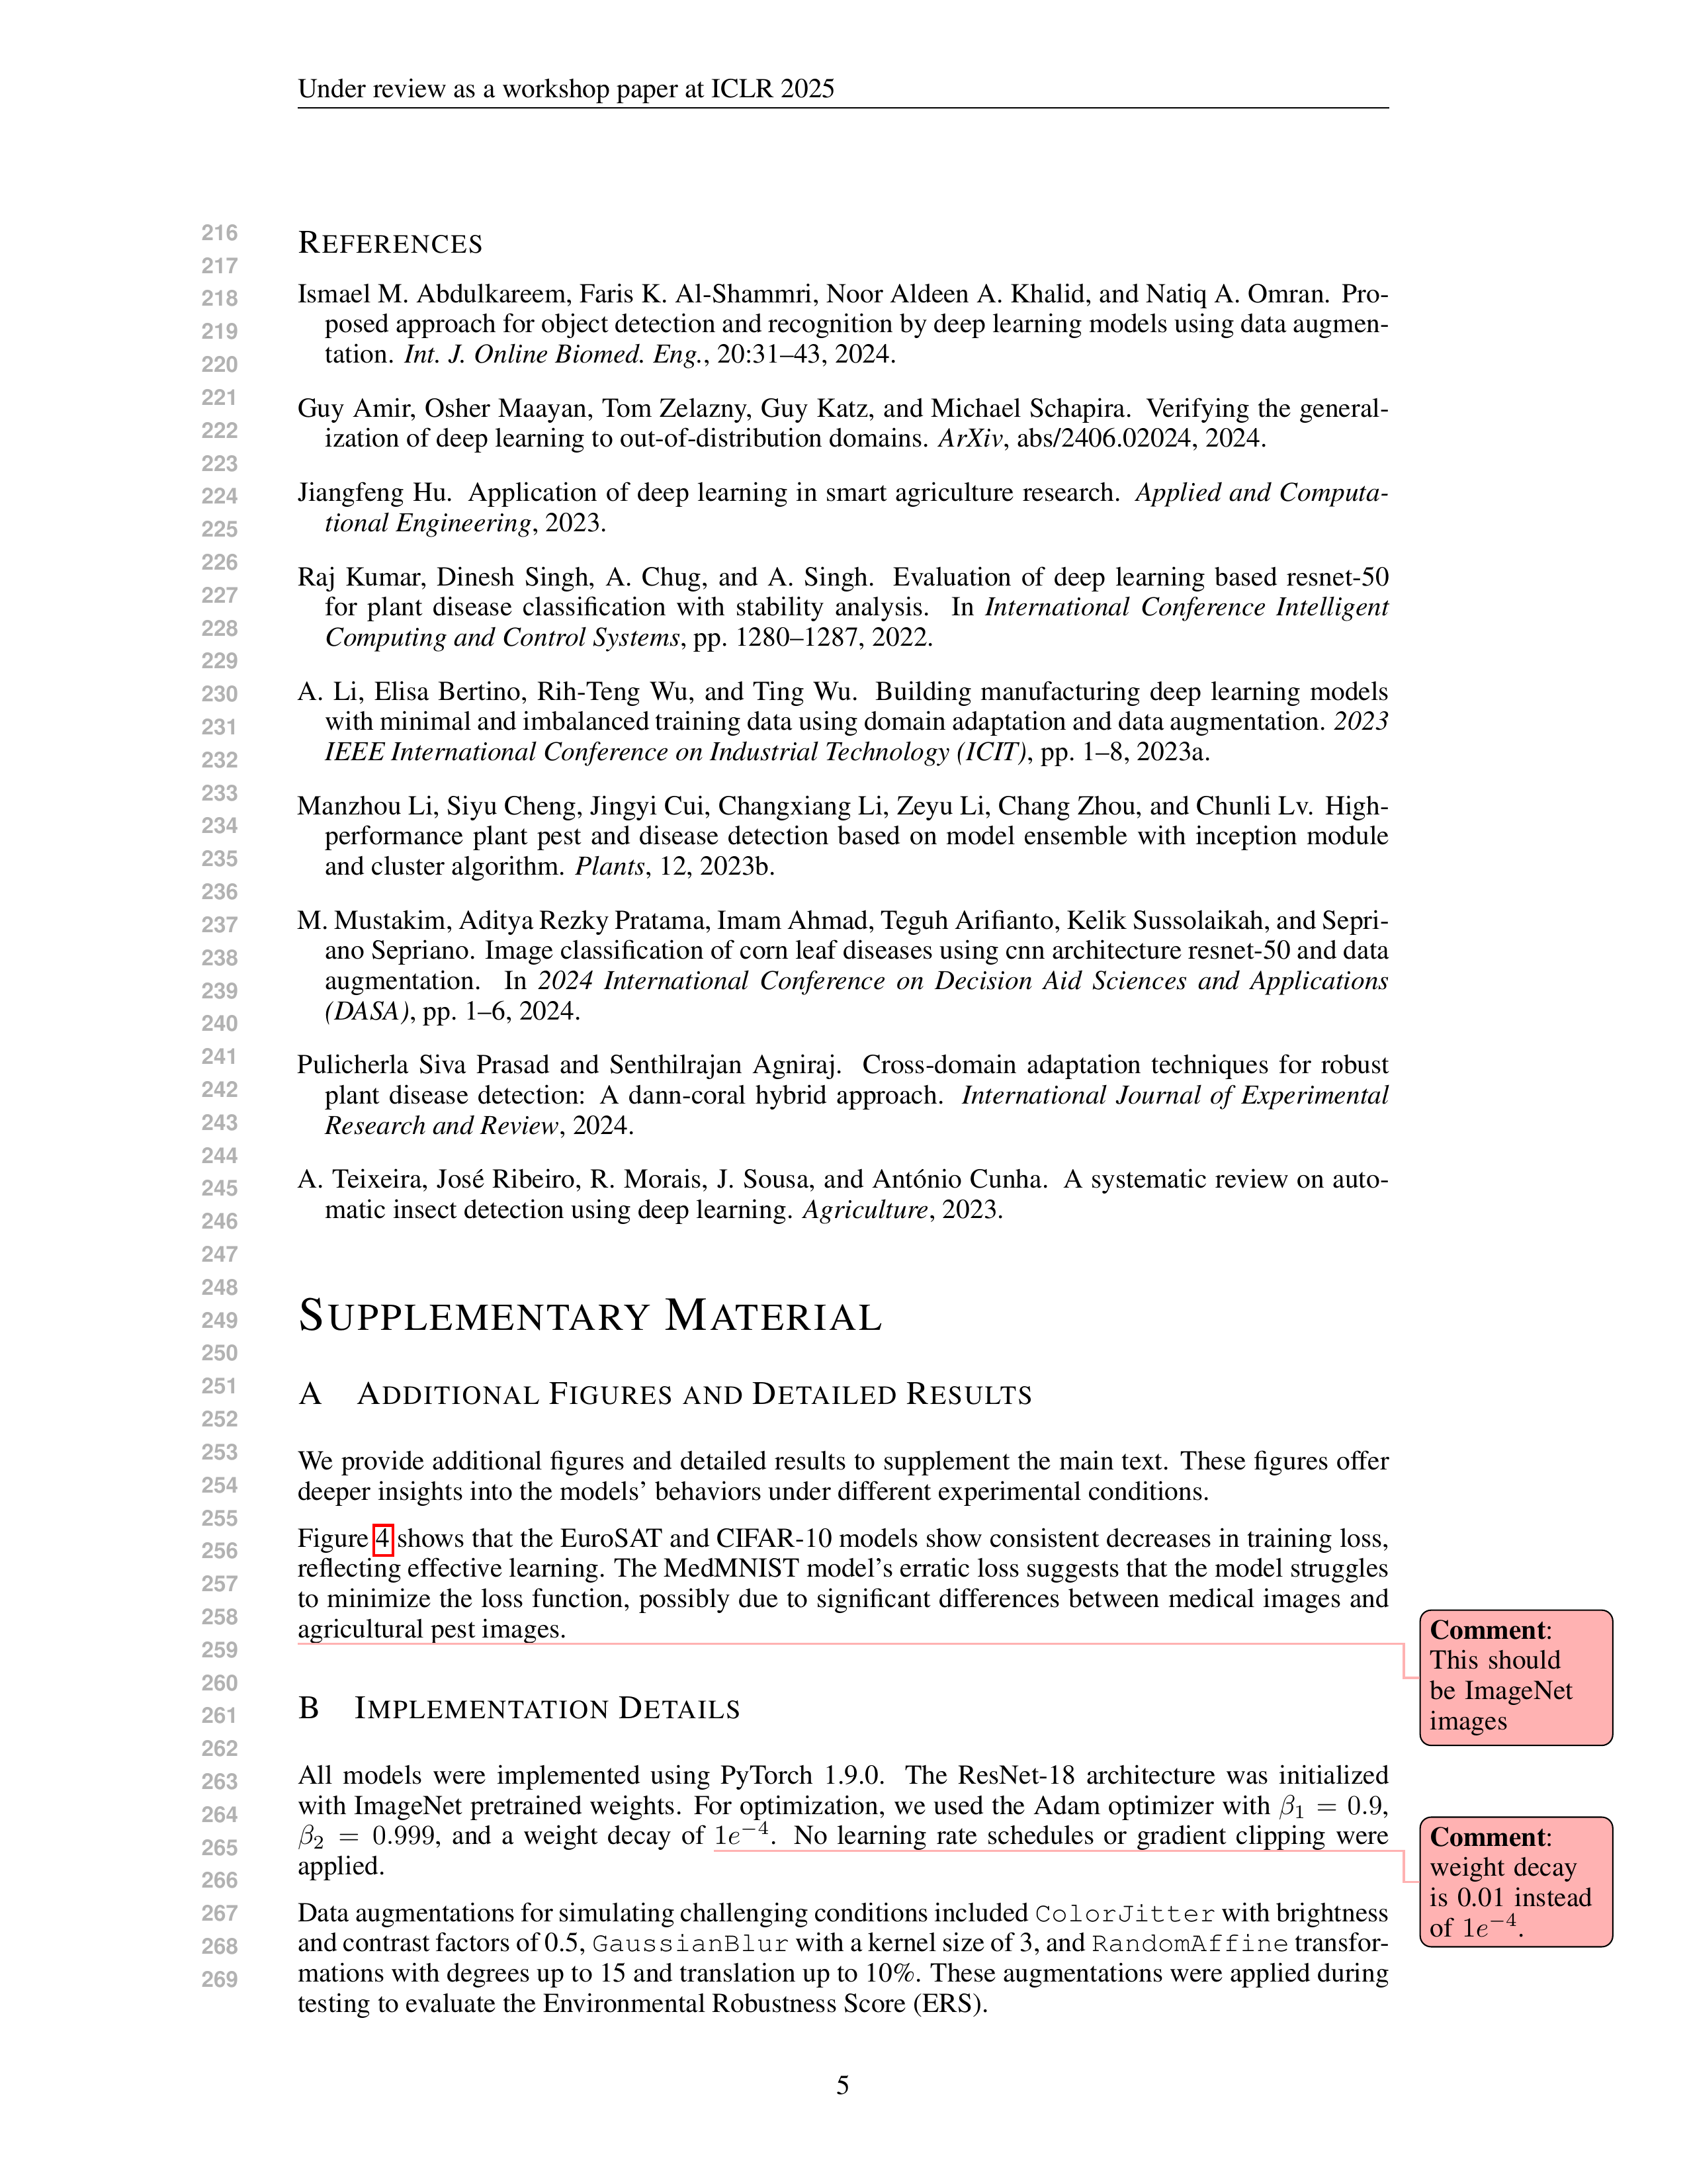 Under review as a workshop paper at ICLR 2025
216
217
218
219
220
221
222
223
224
225
226
227
228
229
230
231
232
233
234
235
236
237
238
239
240
241
242
243
244
245
246
247
248
249
250
251
252
253
254
255
256
257
258
259
260
261
262
263
264
265
266
267
268
269
REFERENCES
Ismael M. Abdulkareem, Faris K. Al-Shammri, Noor Aldeen A. Khalid, and Natiq A. Omran. Pro-
posed approach for object detection and recognition by deep learning models using data augmen-
tation. Int. J. Online Biomed. Eng., 20:31–43, 2024.
Guy Amir, Osher Maayan, Tom Zelazny, Guy Katz, and Michael Schapira. Verifying the general-
ization of deep learning to out-of-distribution domains. ArXiv, abs/2406.02024, 2024.
Jiangfeng Hu. Application of deep learning in smart agriculture research. Applied and Computa-
tional Engineering, 2023.
Raj Kumar, Dinesh Singh, A. Chug, and A. Singh. Evaluation of deep learning based resnet-50
for plant disease classification with stability analysis. In International Conference Intelligent
Computing and Control Systems, pp. 1280–1287, 2022.
A. Li, Elisa Bertino, Rih-Teng Wu, and Ting Wu. Building manufacturing deep learning models
with minimal and imbalanced training data using domain adaptation and data augmentation. 2023
IEEE International Conference on Industrial Technology (ICIT), pp. 1–8, 2023a.
Manzhou Li, Siyu Cheng, Jingyi Cui, Changxiang Li, Zeyu Li, Chang Zhou, and Chunli Lv. High-
performance plant pest and disease detection based on model ensemble with inception module
and cluster algorithm. Plants, 12, 2023b.
M. Mustakim, Aditya Rezky Pratama, Imam Ahmad, Teguh Arifianto, Kelik Sussolaikah, and Sepri-
ano Sepriano. Image classification of corn leaf diseases using cnn architecture resnet-50 and data
augmentation. In 2024 International Conference on Decision Aid Sciences and Applications
(DASA), pp. 1–6, 2024.
Pulicherla Siva Prasad and Senthilrajan Agniraj. Cross-domain adaptation techniques for robust
plant disease detection: A dann-coral hybrid approach. International Journal of Experimental
Research and Review, 2024.
A. Teixeira, José Ribeiro, R. Morais, J. Sousa, and António Cunha. A systematic review on auto-
matic insect detection using deep learning. Agriculture, 2023.
SUPPLEMENTARY MATERIAL
A ADDITIONAL FIGURES AND DETAILED RESULTS
We provide additional figures and detailed results to supplement the main text. These figures offer
deeper insights into the models' behaviors under different experimental conditions.
Figure 4 shows that the EuroSAT and CIFAR-10 models show consistent decreases in training loss,
reflecting effective learning. The MedMNIST model's erratic loss suggests that the model struggles
to minimize the loss function, possibly due to significant differences between medical images and
agricultural pest images.
Comment:
This should
be ImageNet
images
B IMPLEMENTATION DETAILS
All models were implemented using PyTorch 1.9.0. The ResNet-18 architecture was initialized
with ImageNet pretrained weights. For optimization, we used the Adam optimizer with β₁ = 0.9,
β₂ = 0.999, and a weight decay of 1e⁻⁴. No learning rate schedules or gradient clipping were
applied.
Comment:
weight decay
is 0.01 instead
of 1e⁻⁴.
Data augmentations for simulating challenging conditions included ColorJitter with brightness
and contrast factors of 0.5, GaussianBlur with a kernel size of 3, and RandomAffine transfor-
mations with degrees up to 15 and translation up to 10%. These augmentations were applied during
testing to evaluate the Environmental Robustness Score (ERS).
5